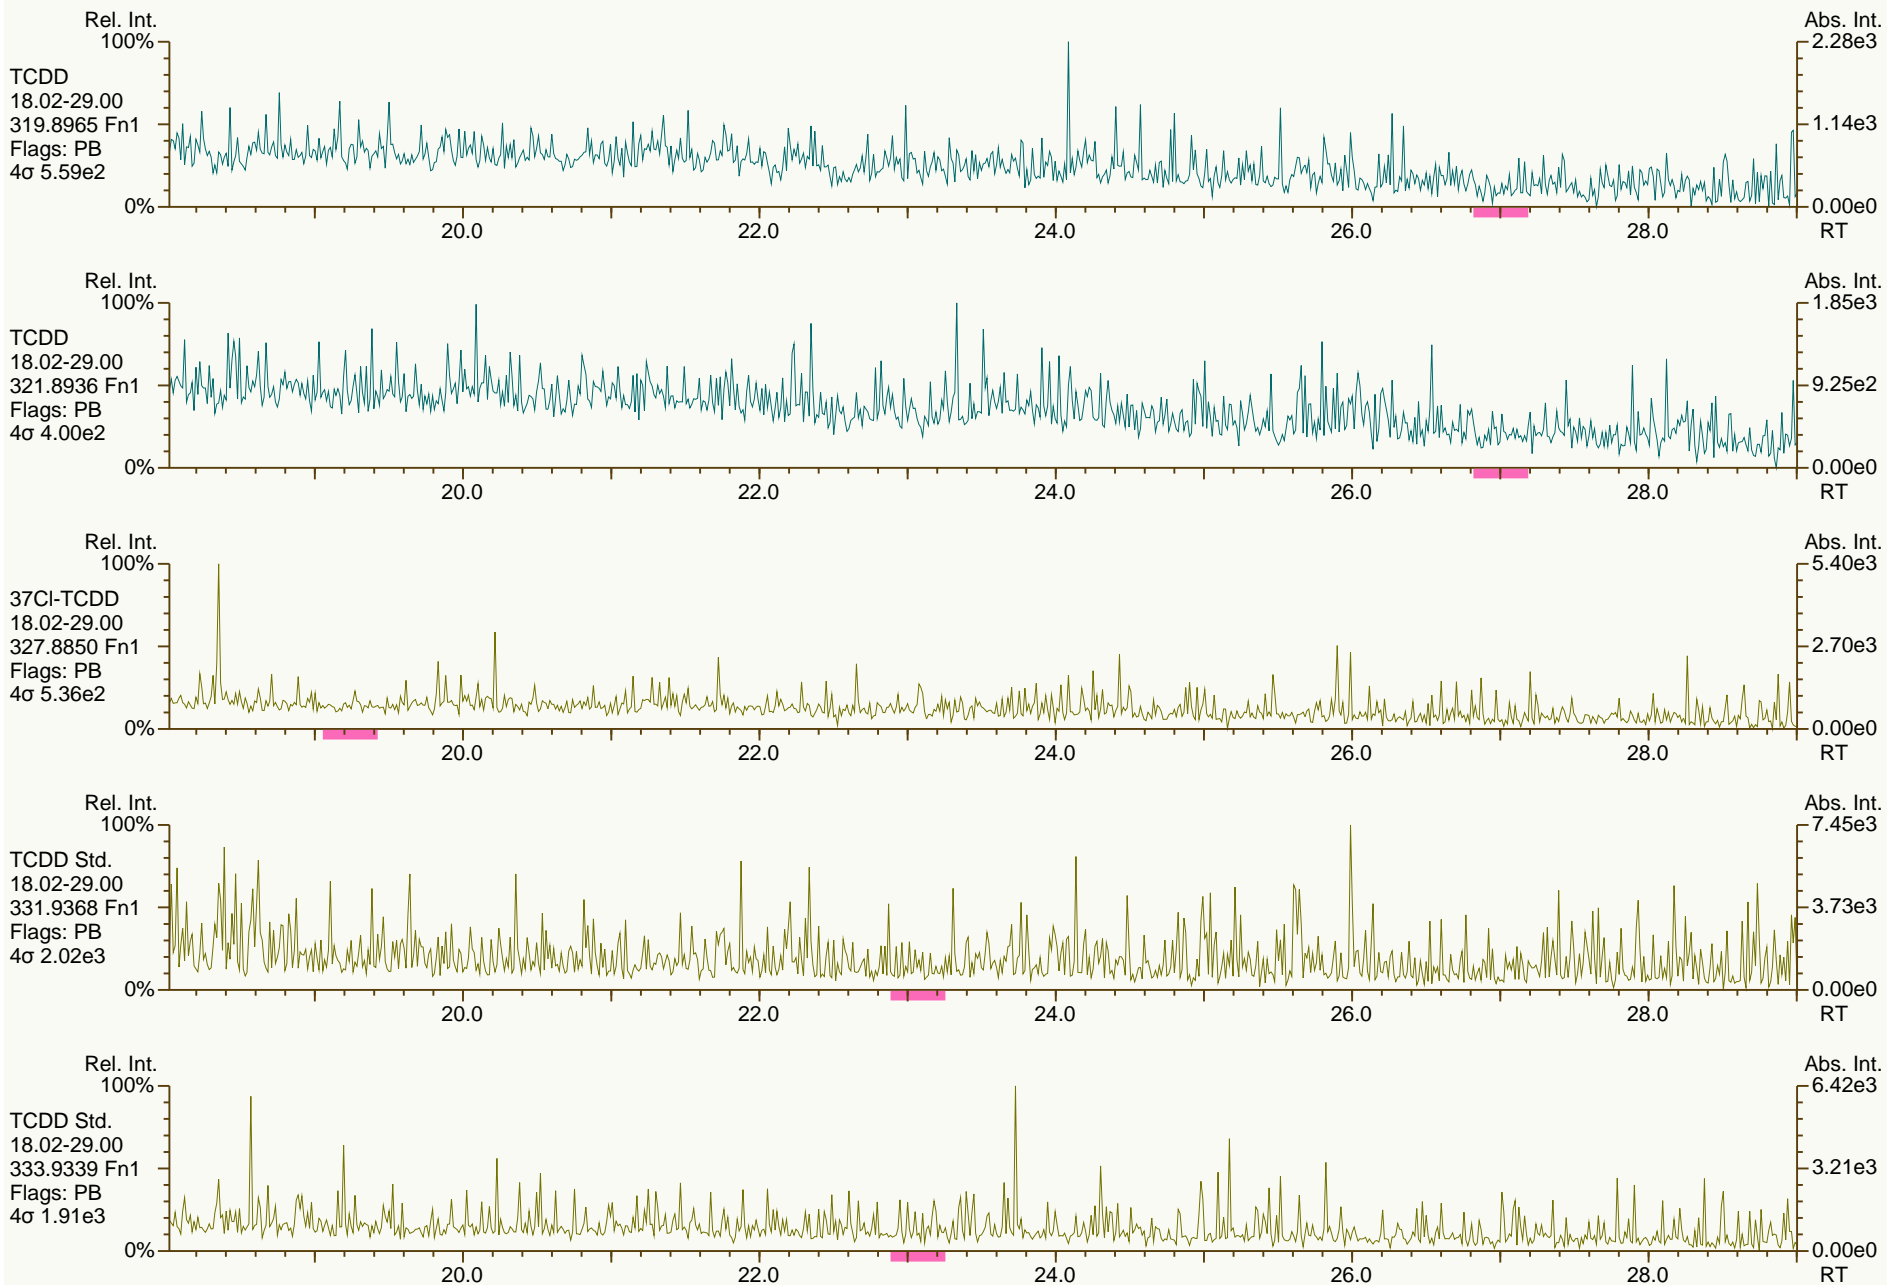 Rel. Int.
Abs. Int.
100%
2.28e3
TCDD
18.02-29.00
319.8965 Fn1
1.14e3
Flags: PB
4σ 5.59e2
0%
0.00e0
20.0 22.0 24.0 26.0 28.0 RT
Rel. Int.
Abs. Int.
100%
1.85e3
TCDD
18.02-29.00
321.8936 Fn1
9.25e2
Flags: PB
4σ 4.00e2
0%
0.00e0
20.0 22.0 24.0 26.0 28.0 RT
Rel. Int.
Abs. Int.
100%
5.40e3
37Cl-TCDD
18.02-29.00
327.8850 Fn1
2.70e3
Flags: PB
4σ 5.36e2
0%
0.00e0
20.0 22.0 24.0 26.0 28.0 RT
Rel. Int.
Abs. Int.
100%
7.45e3
TCDD Std.
18.02-29.00
331.9368 Fn1
3.73e3
Flags: PB
4σ 2.02e3
0%
0.00e0
20.0 22.0 24.0 26.0 28.0 RT
Rel. Int.
Abs. Int.
100%
6.42e3
TCDD Std.
18.02-29.00
333.9339 Fn1
3.21e3
Flags: PB
4σ 1.91e3
0%
0.00e0
20.0 22.0 24.0 26.0 28.0 RT